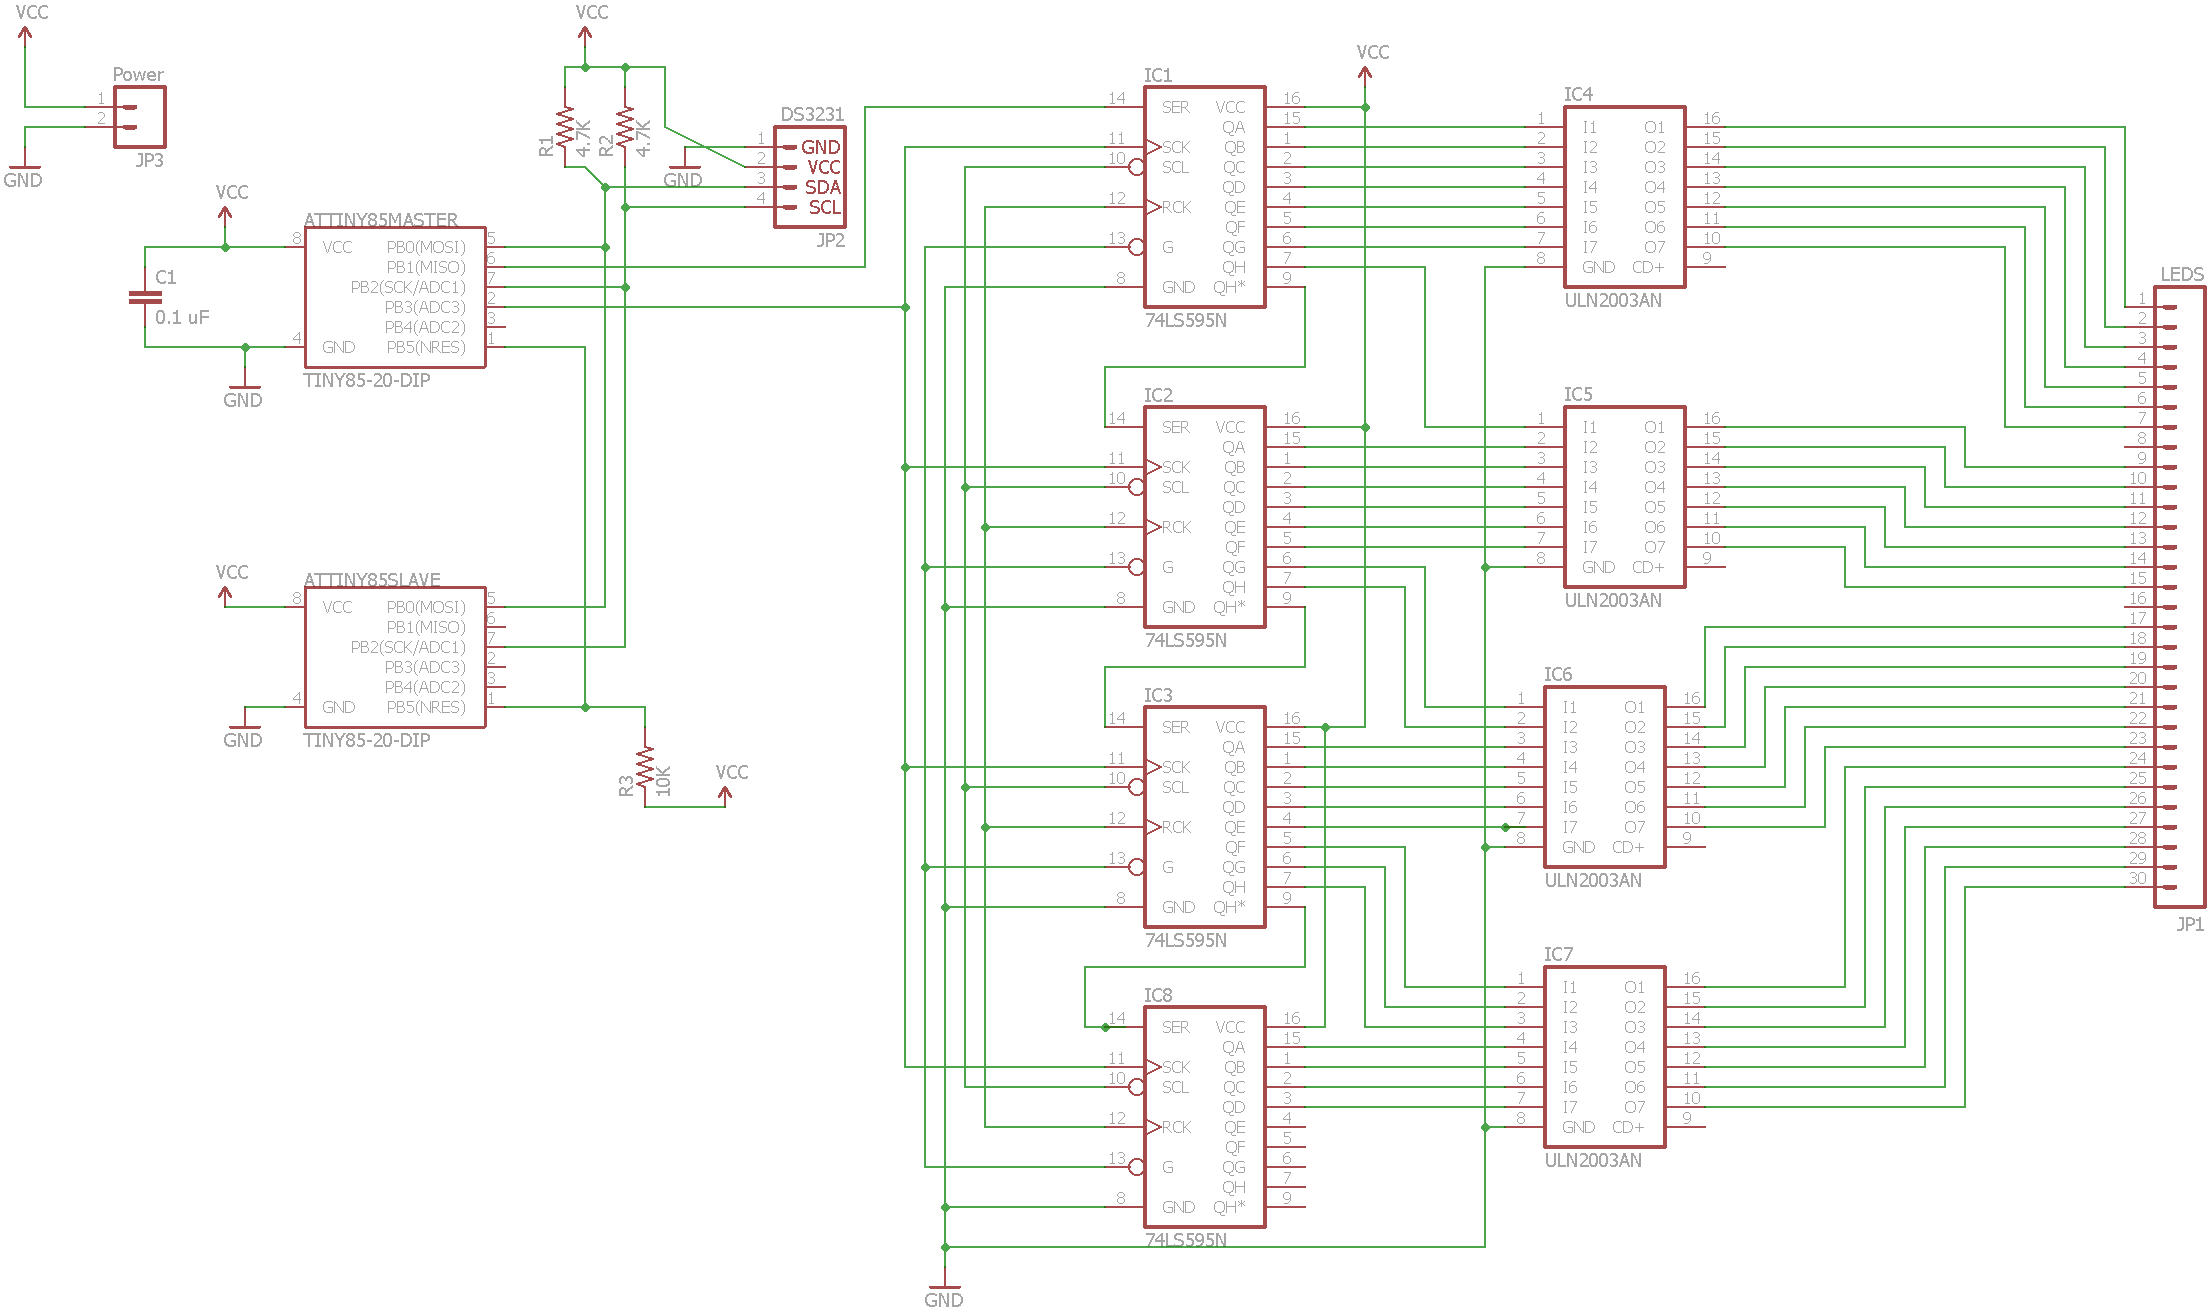 VCC
Power
1
2
JP3
GND
VCC
R1
4.7K
R2
4.7K
DS3231
1 GND
2 VCC
3 SDA
4 SCL
GND
JP2
VCC
C1
0.1 uF
GND
ATTINY85MASTER
8 VCC PB0(MOSI) 5
PB1(MISO) 6
PB2(SCK/ADC1) 7
PB3(ADC3) 2
PB4(ADC2) 3
4 GND PB5(NRES) 1
TINY85-20-DIP
VCC
GND
ATTINY85SLAVE
8 VCC PB0(MOSI) 5
PB1(MISO) 6
PB2(SCK/ADC1) 7
PB3(ADC3) 2
PB4(ADC2) 3
4 GND PB5(NRES) 1
TINY85-20-DIP
R3
10K
VCC
VCC
IC1
14 SER VCC 16
QA 15
11 SCK QB 1
10 SCL QC 2
QD 3
12 RCK QE 4
QF 5
13 G QG 6
QH 7
8 GND QH* 9
74LS595N
IC2
14 SER VCC 16
QA 15
11 SCK QB 1
10 SCL QC 2
QD 3
12 RCK QE 4
QF 5
13 G QG 6
QH 7
8 GND QH* 9
74LS595N
IC3
14 SER VCC 16
QA 15
11 SCK QB 1
10 SCL QC 2
QD 3
12 RCK QE 4
QF 5
13 G QG 6
QH 7
8 GND QH* 9
74LS595N
IC8
14 SER VCC 16
QA 15
11 SCK QB 1
10 SCL QC 2
QD 3
12 RCK QE 4
QF 5
13 G QG 6
QH 7
8 GND QH* 9
74LS595N
GND
IC4
1 I1 O1 16
2 I2 O2 15
3 I3 O3 14
4 I4 O4 13
5 I5 O5 12
6 I6 O6 11
7 I7 O7 10
8 GND CD+ 9
ULN2003AN
IC5
1 I1 O1 16
2 I2 O2 15
3 I3 O3 14
4 I4 O4 13
5 I5 O5 12
6 I6 O6 11
7 I7 O7 10
8 GND CD+ 9
ULN2003AN
IC6
1 I1 O1 16
2 I2 O2 15
3 I3 O3 14
4 I4 O4 13
5 I5 O5 12
6 I6 O6 11
7 I7 O7 10
8 GND CD+ 9
ULN2003AN
IC7
1 I1 O1 16
2 I2 O2 15
3 I3 O3 14
4 I4 O4 13
5 I5 O5 12
6 I6 O6 11
7 I7 O7 10
8 GND CD+ 9
ULN2003AN
LEDS
1
2
3
4
5
6
7
8
9
10
11
12
13
14
15
16
17
18
19
20
21
22
23
24
25
26
27
28
29
30
JP1